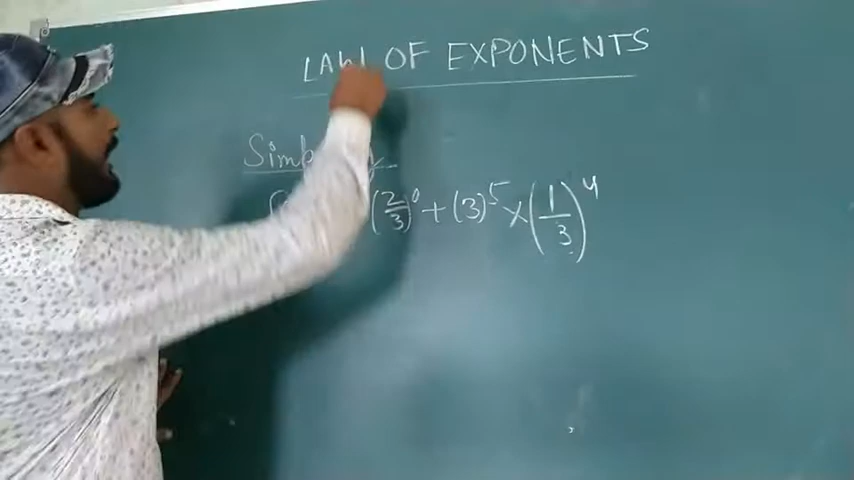 LAW OF EXPONENTS
(2/3)^0 + (3)^5 × (1/3)^4